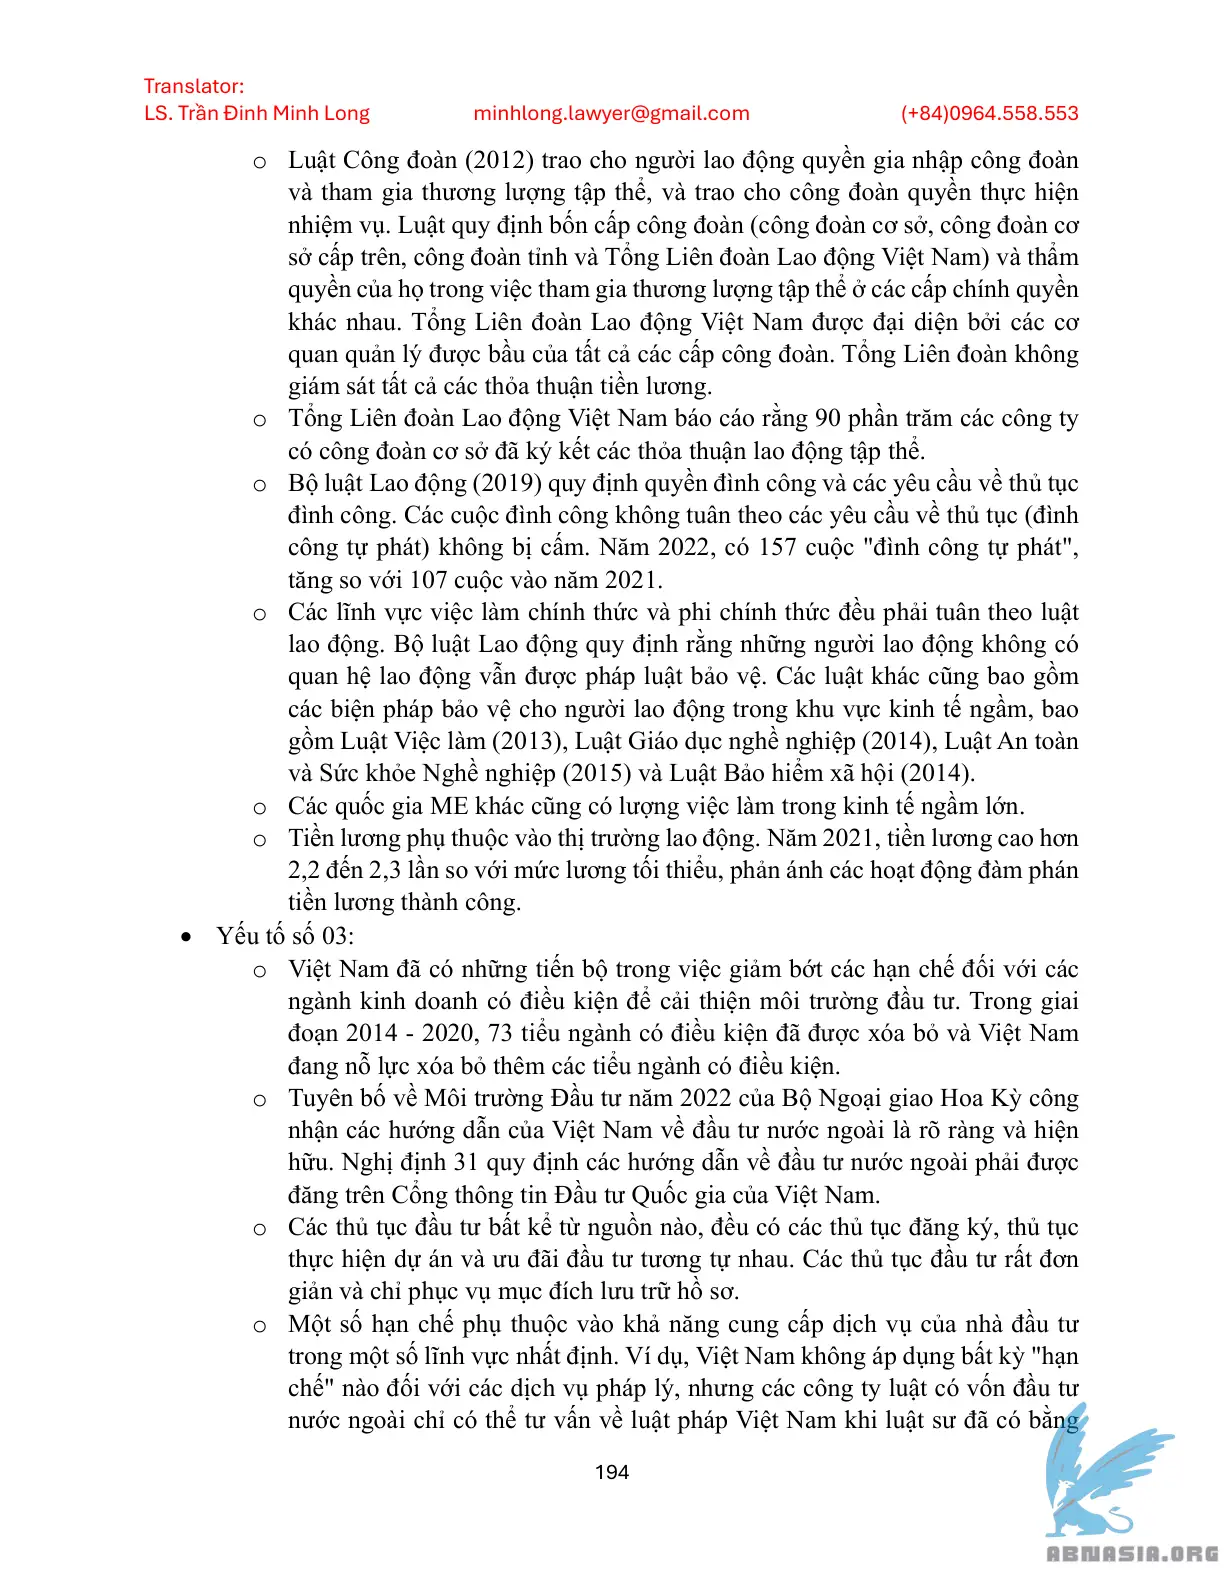 Translator:
LS. Trần Đinh Minh Long minhlong.lawyer@gmail.com (+84)0964.558.553
o Luật Công đoàn (2012) trao cho người lao động quyền gia nhập công đoàn
và tham gia thương lượng tập thể, và trao cho công đoàn quyền thực hiện
nhiệm vụ. Luật quy định bốn cấp công đoàn (công đoàn cơ sở, công đoàn cơ
sở cấp trên, công đoàn tỉnh và Tổng Liên đoàn Lao động Việt Nam) và thẩm
quyền của họ trong việc tham gia thương lượng tập thể ở các cấp chính quyền
khác nhau. Tổng Liên đoàn Lao động Việt Nam được đại diện bởi các cơ
quan quản lý được bầu của tất cả các cấp công đoàn. Tổng Liên đoàn không
giám sát tất cả các thỏa thuận tiền lương.
o Tổng Liên đoàn Lao động Việt Nam báo cáo rằng 90 phần trăm các công ty
có công đoàn cơ sở đã ký kết các thỏa thuận lao động tập thể.
o Bộ luật Lao động (2019) quy định quyền đình công và các yêu cầu về thủ tục
đình công. Các cuộc đình công không tuân theo các yêu cầu về thủ tục (đình
công tự phát) không bị cấm. Năm 2022, có 157 cuộc "đình công tự phát",
tăng so với 107 cuộc vào năm 2021.
o Các lĩnh vực việc làm chính thức và phi chính thức đều phải tuân theo luật
lao động. Bộ luật Lao động quy định rằng những người lao động không có
quan hệ lao động vẫn được pháp luật bảo vệ. Các luật khác cũng bao gồm
các biện pháp bảo vệ cho người lao động trong khu vực kinh tế ngầm, bao
gồm Luật Việc làm (2013), Luật Giáo dục nghề nghiệp (2014), Luật An toàn
và Sức khỏe Nghề nghiệp (2015) và Luật Bảo hiểm xã hội (2014).
o Các quốc gia ME khác cũng có lượng việc làm trong kinh tế ngầm lớn.
o Tiền lương phụ thuộc vào thị trường lao động. Năm 2021, tiền lương cao hơn
2,2 đến 2,3 lần so với mức lương tối thiểu, phản ánh các hoạt động đàm phán
tiền lương thành công.
• Yếu tố số 03:
o Việt Nam đã có những tiến bộ trong việc giảm bớt các hạn chế đối với các
ngành kinh doanh có điều kiện để cải thiện môi trường đầu tư. Trong giai
đoạn 2014 - 2020, 73 tiểu ngành có điều kiện đã được xóa bỏ và Việt Nam
đang nỗ lực xóa bỏ thêm các tiểu ngành có điều kiện.
o Tuyên bố về Môi trường Đầu tư năm 2022 của Bộ Ngoại giao Hoa Kỳ công
nhận các hướng dẫn của Việt Nam về đầu tư nước ngoài là rõ ràng và hiện
hữu. Nghị định 31 quy định các hướng dẫn về đầu tư nước ngoài phải được
đăng trên Cổng thông tin Đầu tư Quốc gia của Việt Nam.
o Các thủ tục đầu tư bất kể từ nguồn nào, đều có các thủ tục đăng ký, thủ tục
thực hiện dự án và ưu đãi đầu tư tương tự nhau. Các thủ tục đầu tư rất đơn
giản và chỉ phục vụ mục đích lưu trữ hồ sơ.
o Một số hạn chế phụ thuộc vào khả năng cung cấp dịch vụ của nhà đầu tư
trong một số lĩnh vực nhất định. Ví dụ, Việt Nam không áp dụng bất kỳ "hạn
chế" nào đối với các dịch vụ pháp lý, nhưng các công ty luật có vốn đầu tư
nước ngoài chỉ có thể tư vấn về luật pháp Việt Nam khi luật sư đã có bằng
194
ABNASIA.ORG